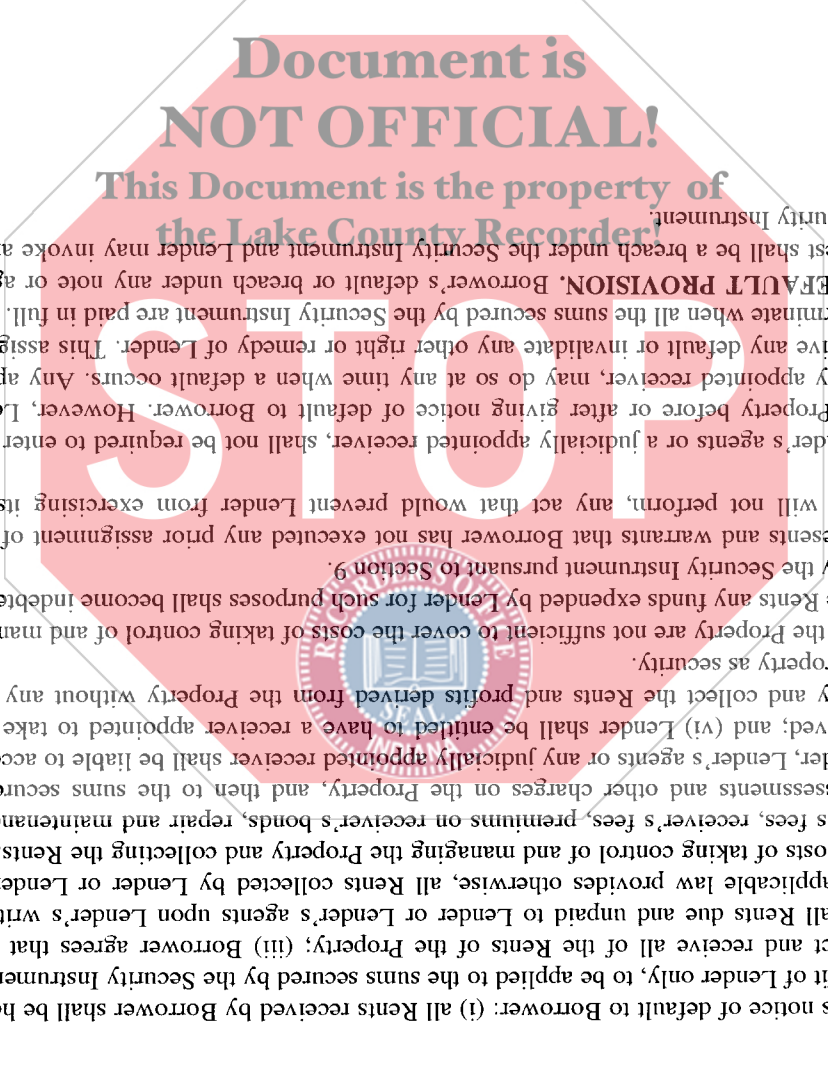 Document is
NOT OFFICIAL!
This Document is the property of
the Lake County Recorder!
STOP
RECORDER'S OFFICE
SEAL
INDIANA
s notice of default to Borrower: (i) all Rents received by Borrower shall be he
it of Lender only, to be applied to the sums secured by the Security Instrumen
ct and receive all of the Rents of the Property; (iii) Borrower agrees that
all Rents due and unpaid to Lender or Lender's agents upon Lender's writ
applicable law provides otherwise, all Rents collected by Lender or Lende
osts of taking control of and managing the Property and collecting the Rents,
s fees, receiver's fees, premiums on receiver's bonds, repair and maintenanc
ssessments and other charges on the Property, and then to the sums secure
der, Lender's agents or any judicially appointed receiver shall be liable to acc
ved; and (vi) Lender shall be entitled to have a receiver appointed to take
y and collect the Rents and profits derived from the Property without any
roperty as security.
the Property are not sufficient to cover the costs of taking control of and man
e Rents any funds expended by Lender for such purposes shall become indebte
y the Security Instrument pursuant to Section 9.
esents and warrants that Borrower has not executed any prior assignment of
will not perform, any act that would prevent Lender from exercising its
nder's agents or a judicially appointed receiver, shall not be required to enter
Property before or after giving notice of default to Borrower. However, Le
y appointed receiver, may do so at any time when a default occurs. Any ap
ive any default or invalidate any other right or remedy of Lender. This assig
rminate when all the sums secured by the Security Instrument are paid in full.
EFAULT PROVISION. Borrower's default or breach under any note or ag
est shall be a breach under the Security Instrument and Lender may invoke a
urity Instrument.